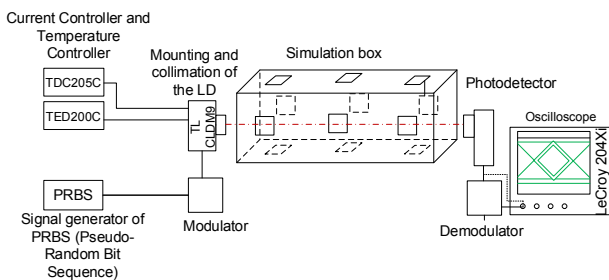 Current Controller and
Temperature
Controller
TDC205C
TED200C
Mounting and
collimation of
the LD
TL
CLDM9
Simulation box
Photodetector
Oscilloscope
LeCroy 204Xi
PRBS
Signal generator of
PRBS (Pseudo-
Random Bit
Sequence)
Modulator
Demodulator